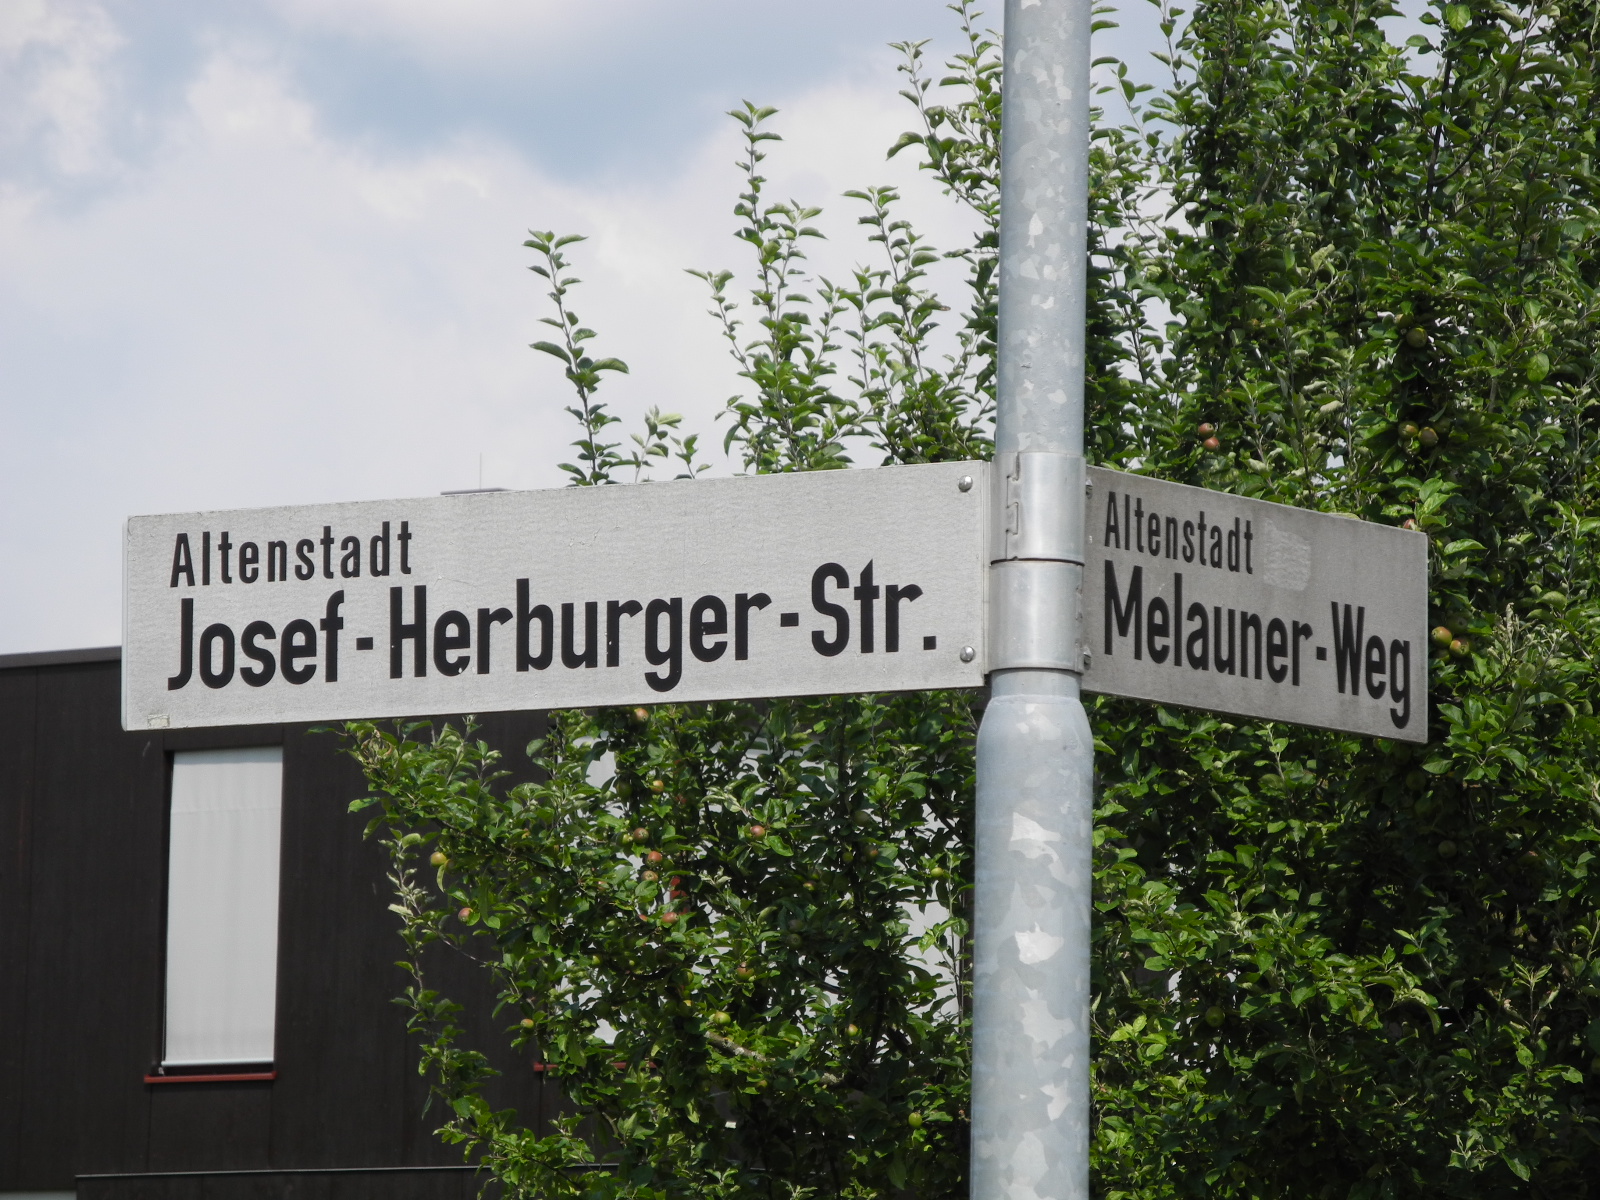 Altenstadt
Josef-Herburger-Str.
Altenstadt
Melauner-Weg